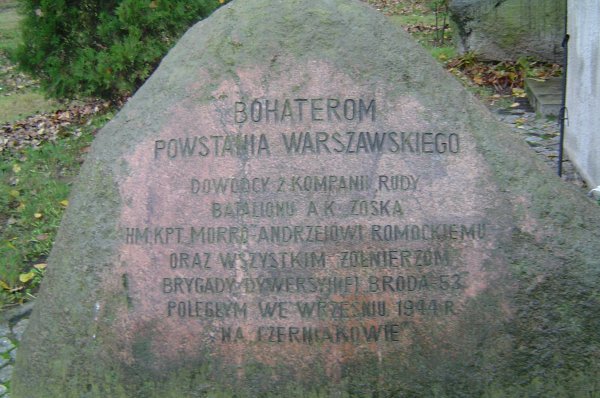 BOHATEROM
POWSTANIA WARSZAWSKIEGO
DOWÓDCY 2 KOMPANII RUDY
BATALIONU A.K. ZOŚKA
HM. KPT. MORRO ANDRZEJOWI ROMOCKIEMU
ORAZ WSZYSTKIM ŻOŁNIERZOM
BRYGADY DYWERSYJNEJ BRODA 53
POLEGŁYM WE WRZEŚNIU 1944 R.
NA CZERNIAKOWIE